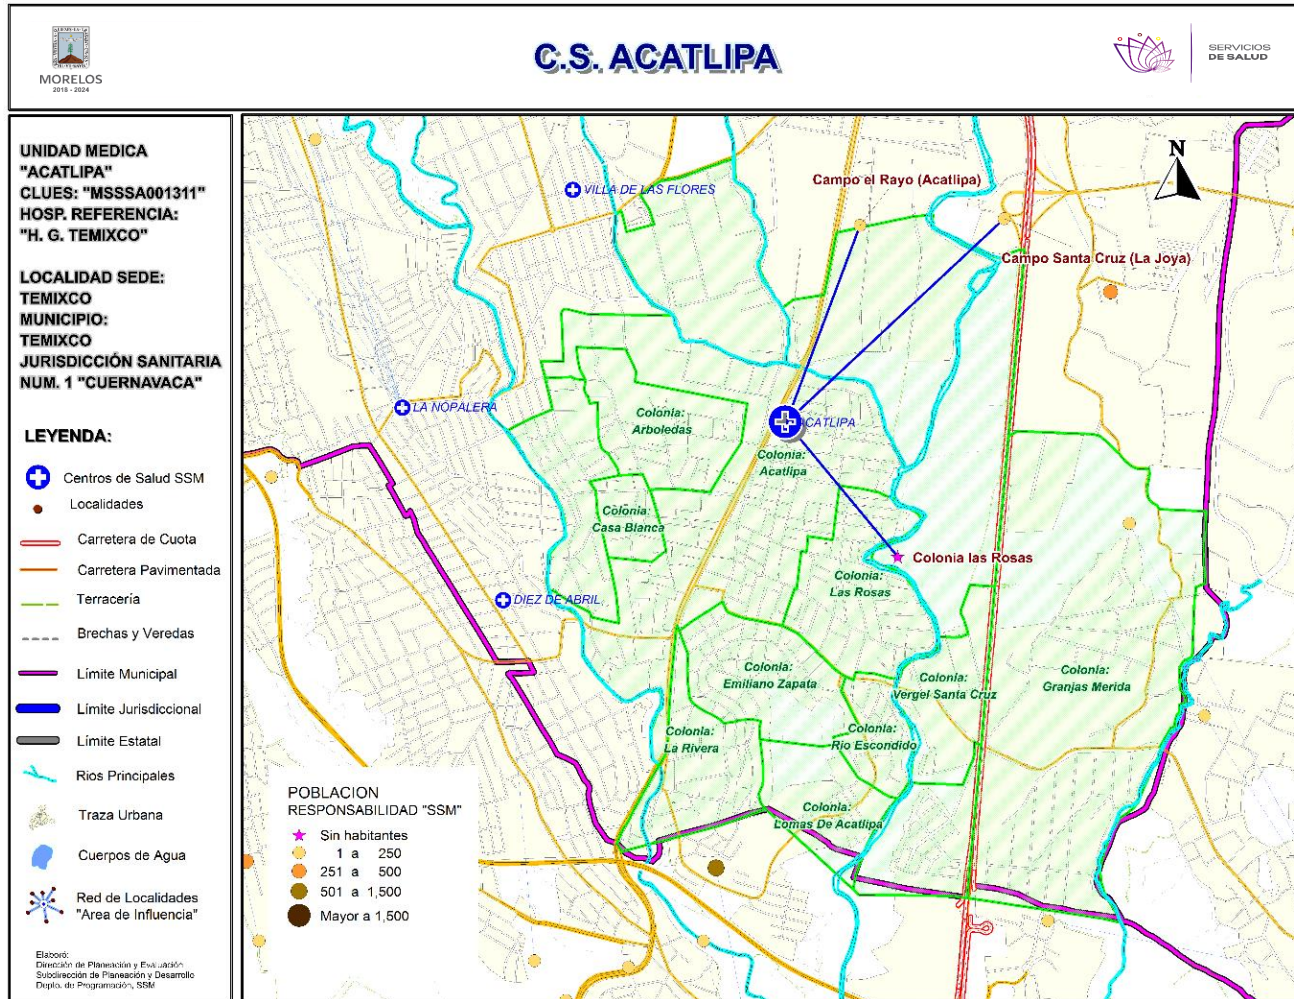 MORELOS
2018 - 2024
C.S. ACATLIPA
SERVICIOS
DE SALUD
UNIDAD MEDICA
"ACATLIPA"
CLUES: "MSSSA001311"
HOSP. REFERENCIA:
"H. G. TEMIXCO"
LOCALIDAD SEDE:
TEMIXCO
MUNICIPIO:
TEMIXCO
JURISDICCIÓN SANITARIA
NUM. 1 "CUERNAVACA"
LEYENDA:
Centros de Salud SSM
Localidades
Carretera de Cuota
Carretera Pavimentada
Terracería
Brechas y Veredas
Límite Municipal
Límite Jurisdiccional
Límite Estatal
Rios Principales
Traza Urbana
Cuerpos de Agua
Red de Localidades
"Area de Influencia"
Elaboró:
Dirección de Planeación y Evaluación
Subdirección de Planeación y Desarrollo
Depto. de Programación, SSM
N
VILLA DE LAS FLORES
Campo el Rayo (Acatlipa)
Campo Santa Cruz (La Joya)
LA NOPALERA
Colonia:
Arboledas
ACATLIPA
Colonia:
Acatlipa
Colonia:
Casa Blanca
Colonia las Rosas
Colonia:
Las Rosas
DIEZ DE ABRIL
Colonia:
Emiliano Zapata
Colonia:
Vergel Santa Cruz
Colonia:
Granjas Merida
Colonia:
La Rivera
Colonia:
Rio Escondido
Colonia:
Lomas De Acatlipa
POBLACION
RESPONSABILIDAD "SSM"
Sin habitantes
1 a 250
251 a 500
501 a 1,500
Mayor a 1,500